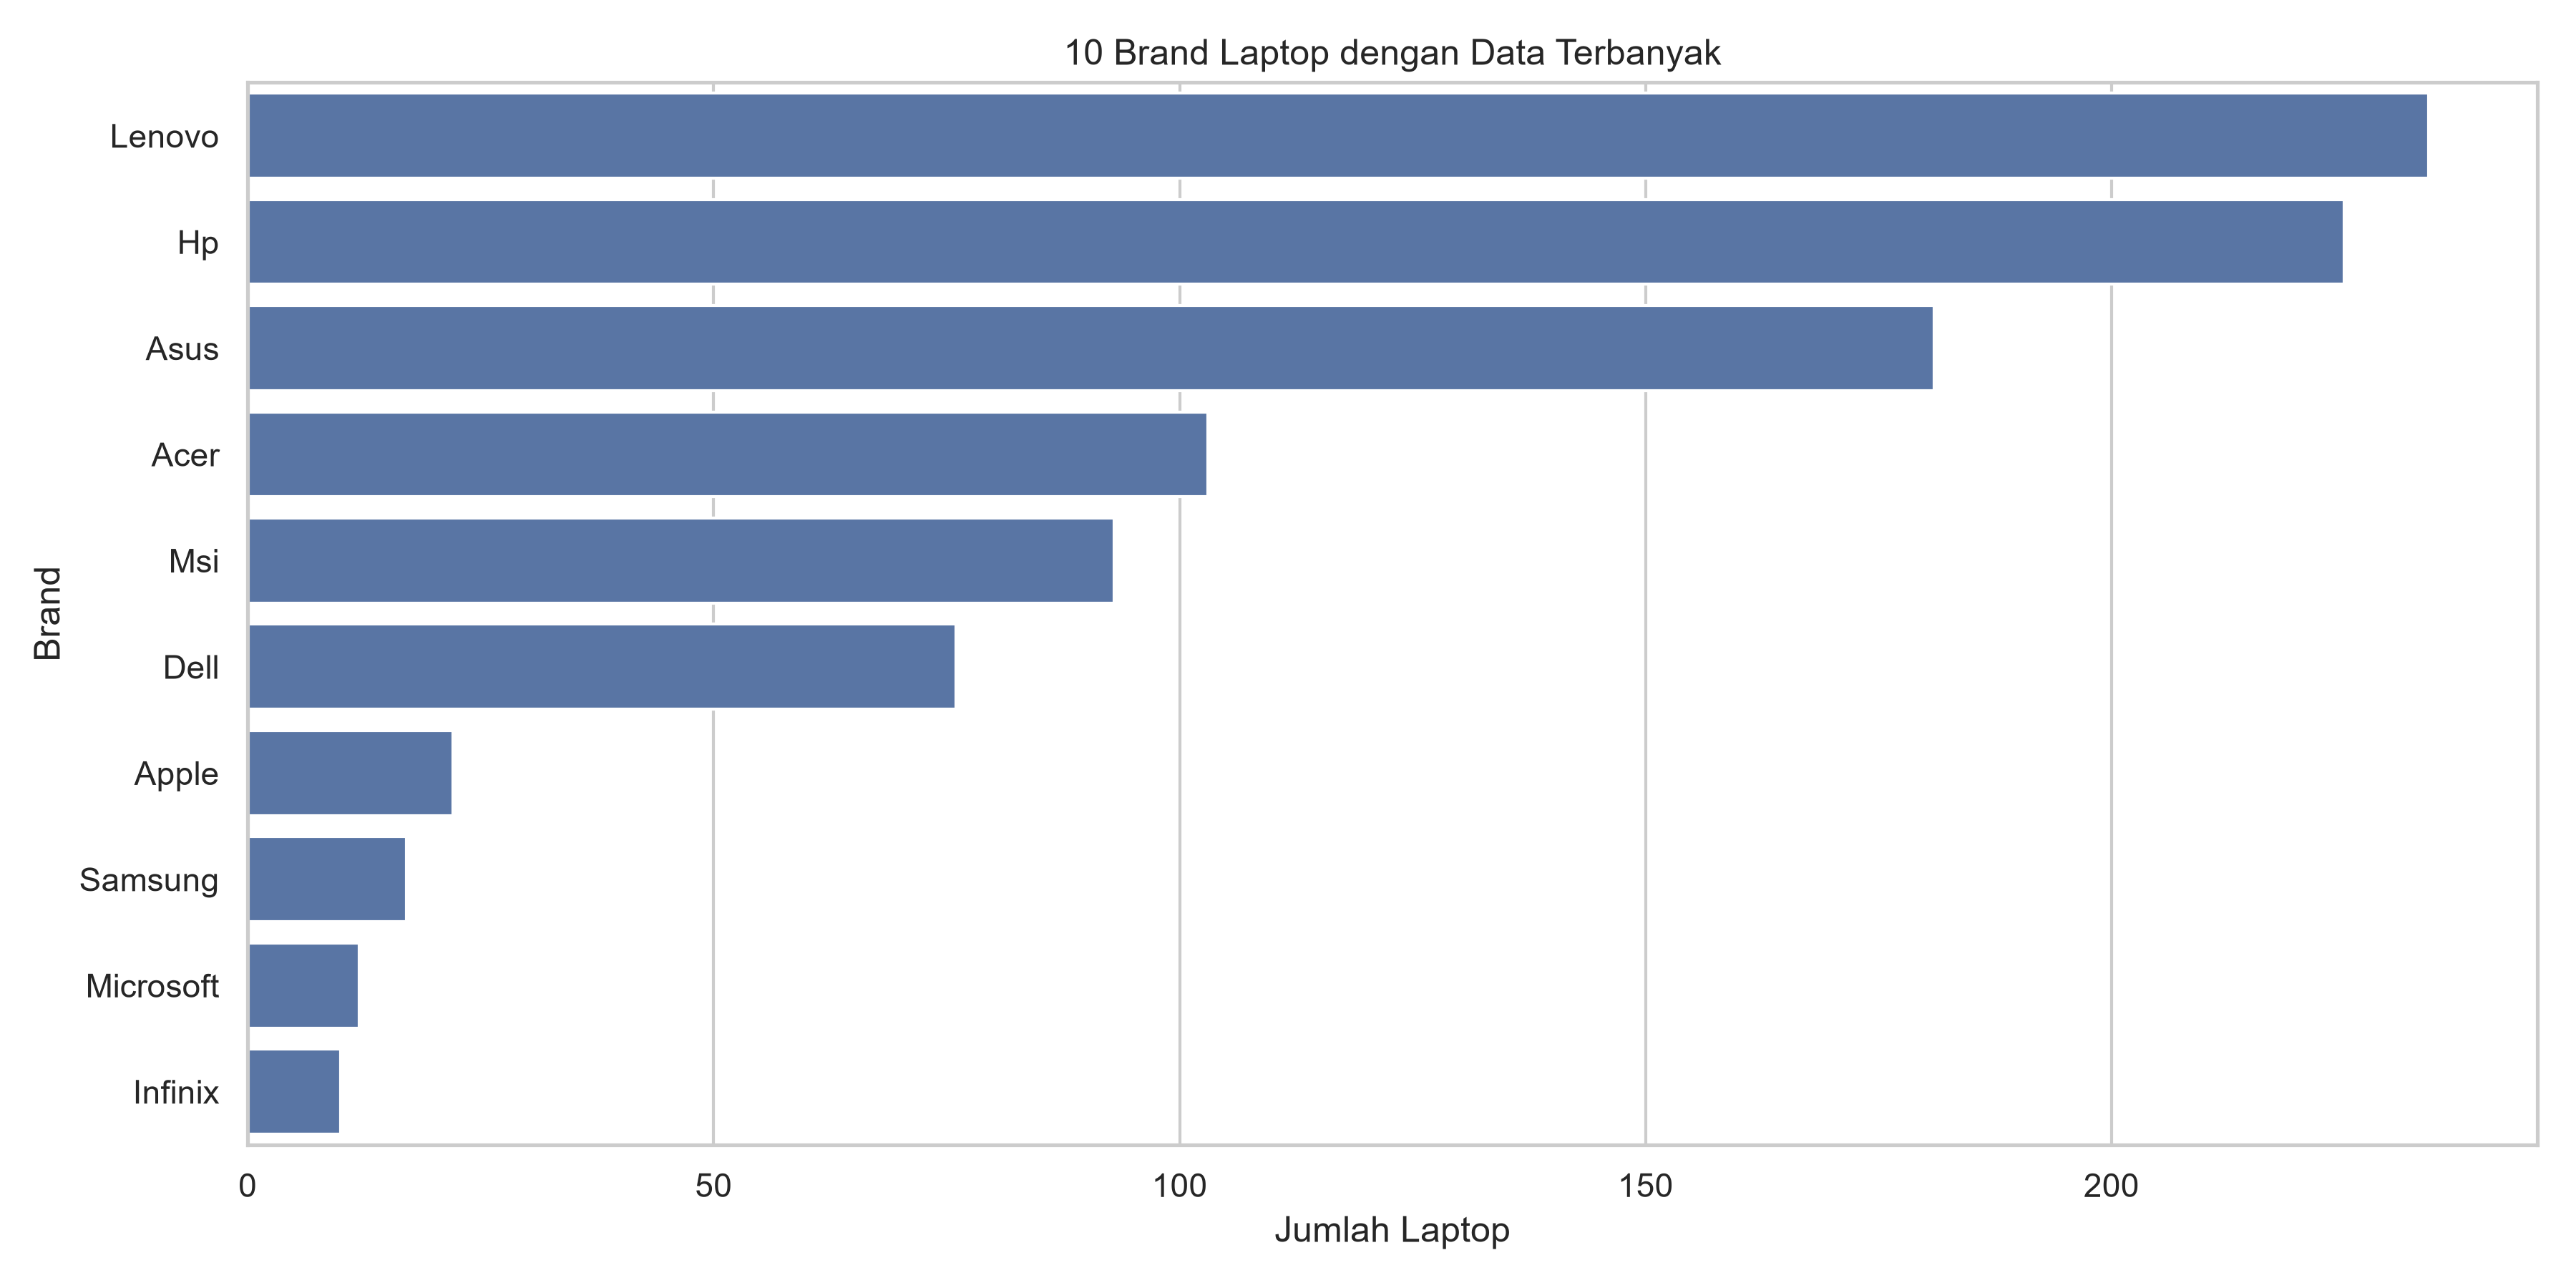 10 Brand Laptop dengan Data Terbanyak
Lenovo
Hp
Asus
Acer
Msi
Dell
Apple
Samsung
Microsoft
Infinix
Brand
0 50 100 150 200
Jumlah Laptop